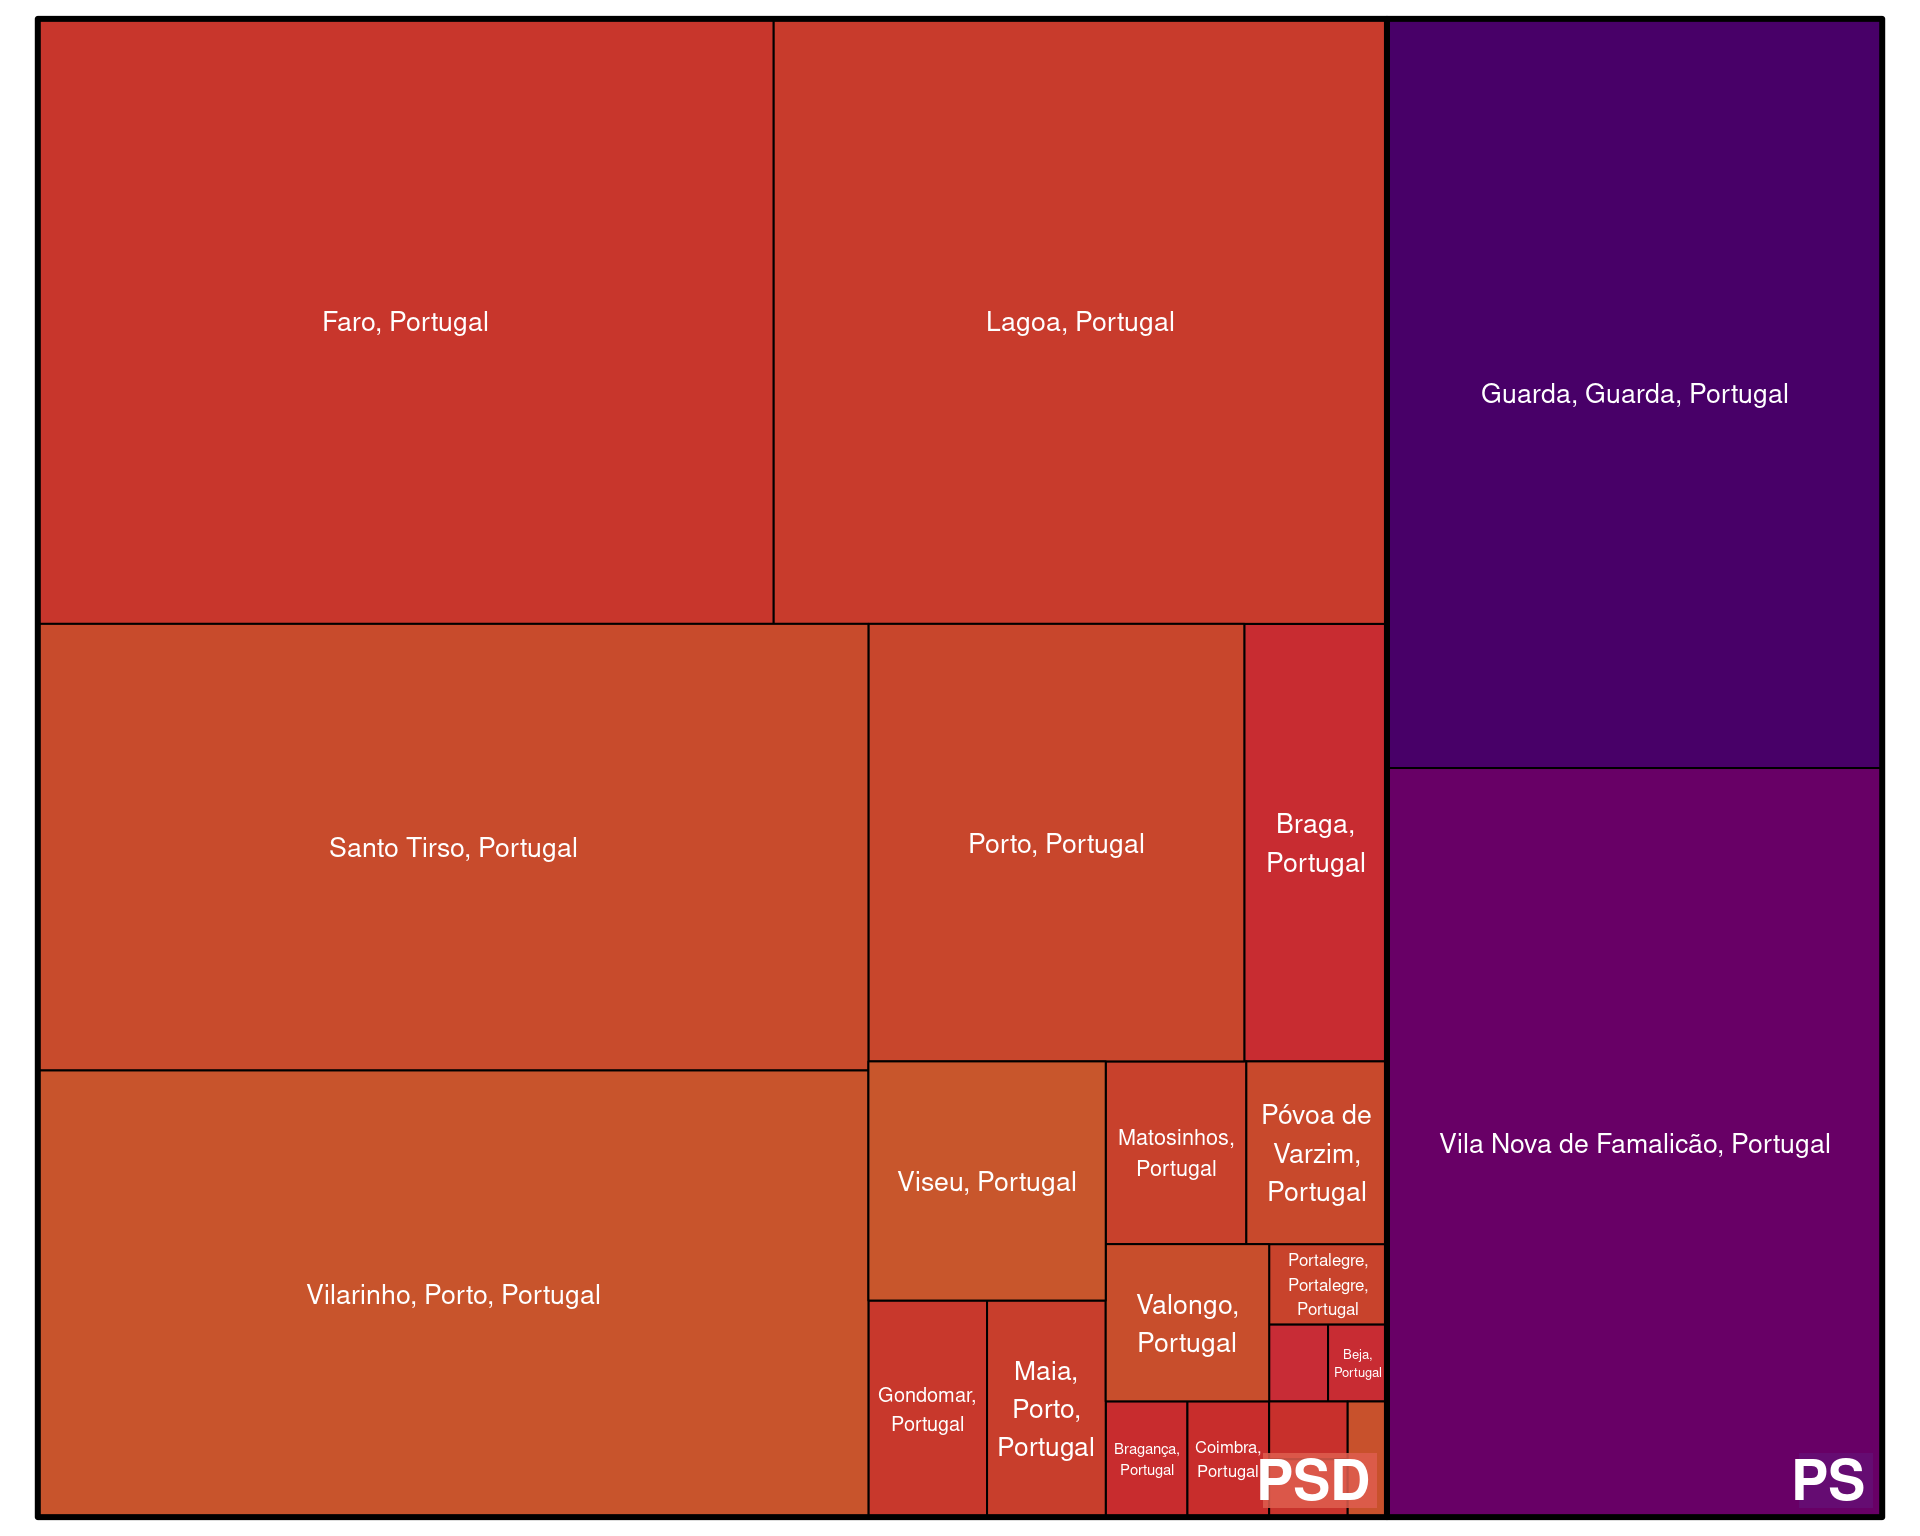 Faro, Portugal
Lagoa, Portugal
Guarda, Guarda, Portugal
Santo Tirso, Portugal
Porto, Portugal
Braga,
Portugal
Vila Nova de Famalicão, Portugal
Vilarinho, Porto, Portugal
Viseu, Portugal
Matosinhos,
Portugal
Póvoa de
Varzim,
Portugal
Valongo,
Portugal
Portalegre,
Portalegre,
Portugal
Beja,
Portugal
Gondomar,
Portugal
Maia,
Porto,
Portugal
Bragança,
Portugal
Coimbra,
Portugal
PSD
PS